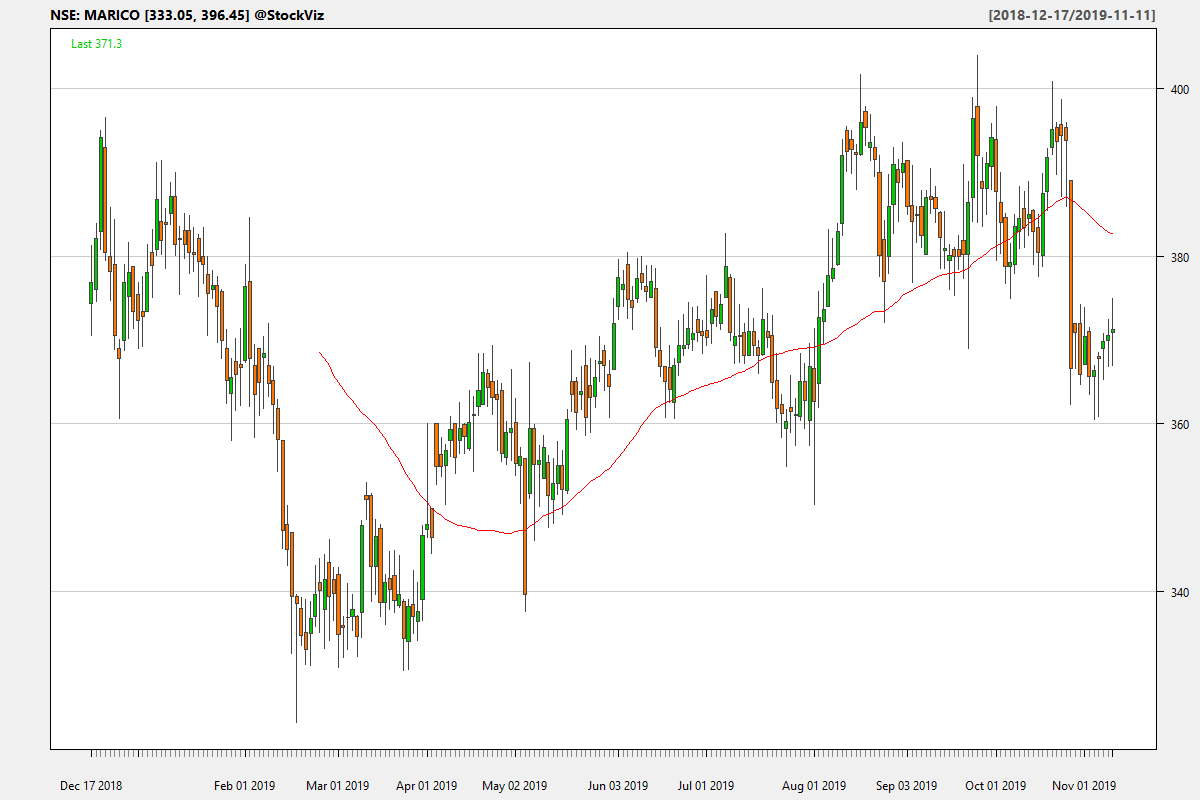 NSE: MARICO [333.05, 396.45] @StockViz [2018-12-17/2019-11-11]
Last 371.3
400
380
360
340
Dec 17 2018 Feb 01 2019 Mar 01 2019 Apr 01 2019 May 02 2019 Jun 03 2019 Jul 01 2019 Aug 01 2019 Sep 03 2019 Oct 01 2019 Nov 01 2019